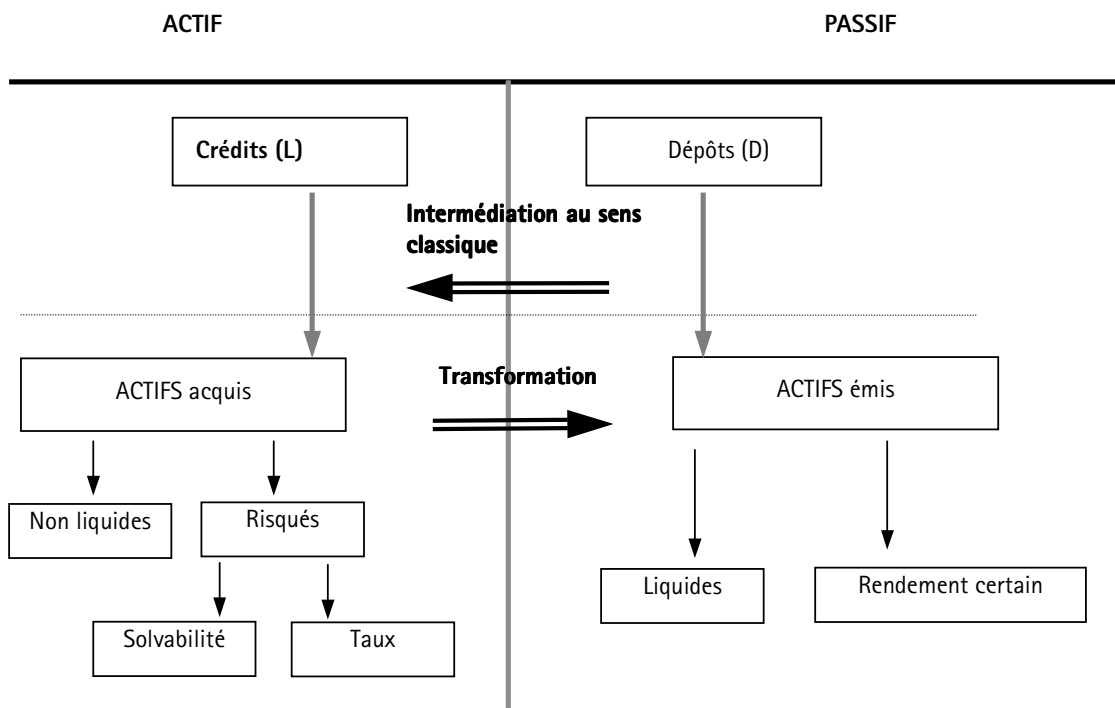 ACTIF
PASSIF
Crédits (L)
Dépôts (D)
Intermédiation au sens
classique
ACTIFS acquis
Transformation
ACTIFS émis
Non liquides
Risqués
Liquides
Rendement certain
Solvabilité
Taux